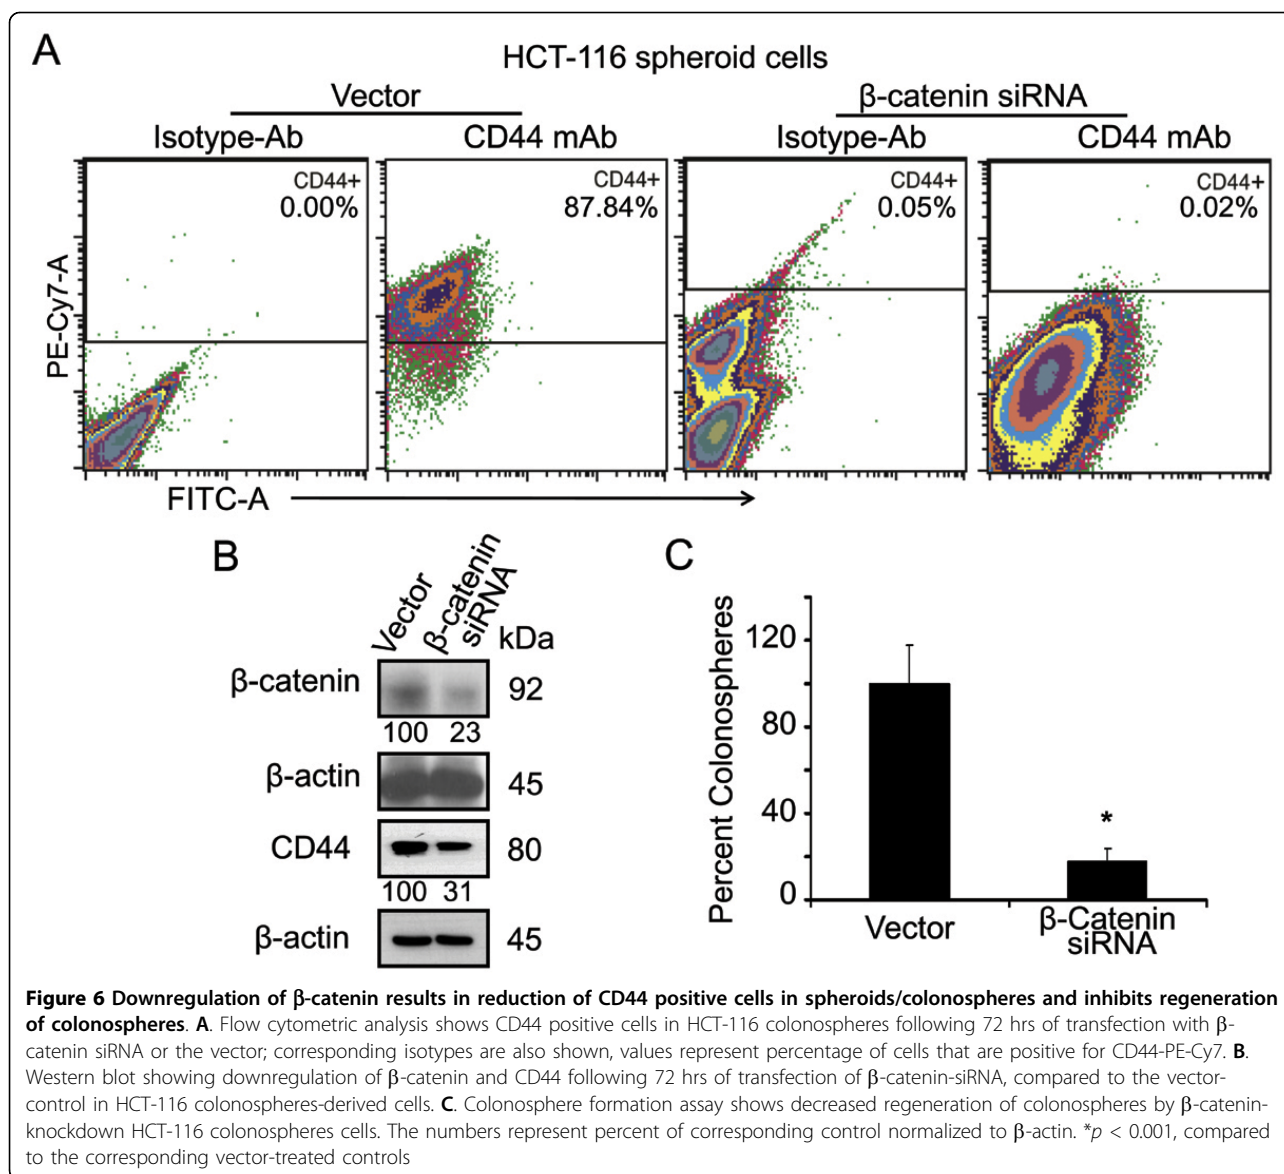 A
HCT-116 spheroid cells
Vector
β-catenin siRNA
Isotype-Ab
CD44 mAb
Isotype-Ab
CD44 mAb
CD44+
0.00%
CD44+
87.84%
CD44+
0.05%
CD44+
0.02%
PE-Cy7-A
FITC-A
B
Vector
β-catenin
siRNA
kDa
β-catenin
92
100 23
β-actin
45
CD44
80
100 31
β-actin
45
C
Percent Colonospheres
120
80
40
0
*
Vector
β-Catenin
siRNA
Figure 6 Downregulation of β-catenin results in reduction of CD44 positive cells in spheroids/colonospheres and inhibits regeneration
of colonospheres. A. Flow cytometric analysis shows CD44 positive cells in HCT-116 colonospheres following 72 hrs of transfection with β-
catenin siRNA or the vector; corresponding isotypes are also shown, values represent percentage of cells that are positive for CD44-PE-Cy7. B.
Western blot showing downregulation of β-catenin and CD44 following 72 hrs of transfection of β-catenin-siRNA, compared to the vector-
control in HCT-116 colonospheres-derived cells. C. Colonosphere formation assay shows decreased regeneration of colonospheres by β-catenin-
knockdown HCT-116 colonospheres cells. The numbers represent percent of corresponding control normalized to β-actin. *p < 0.001, compared
to the corresponding vector-treated controls